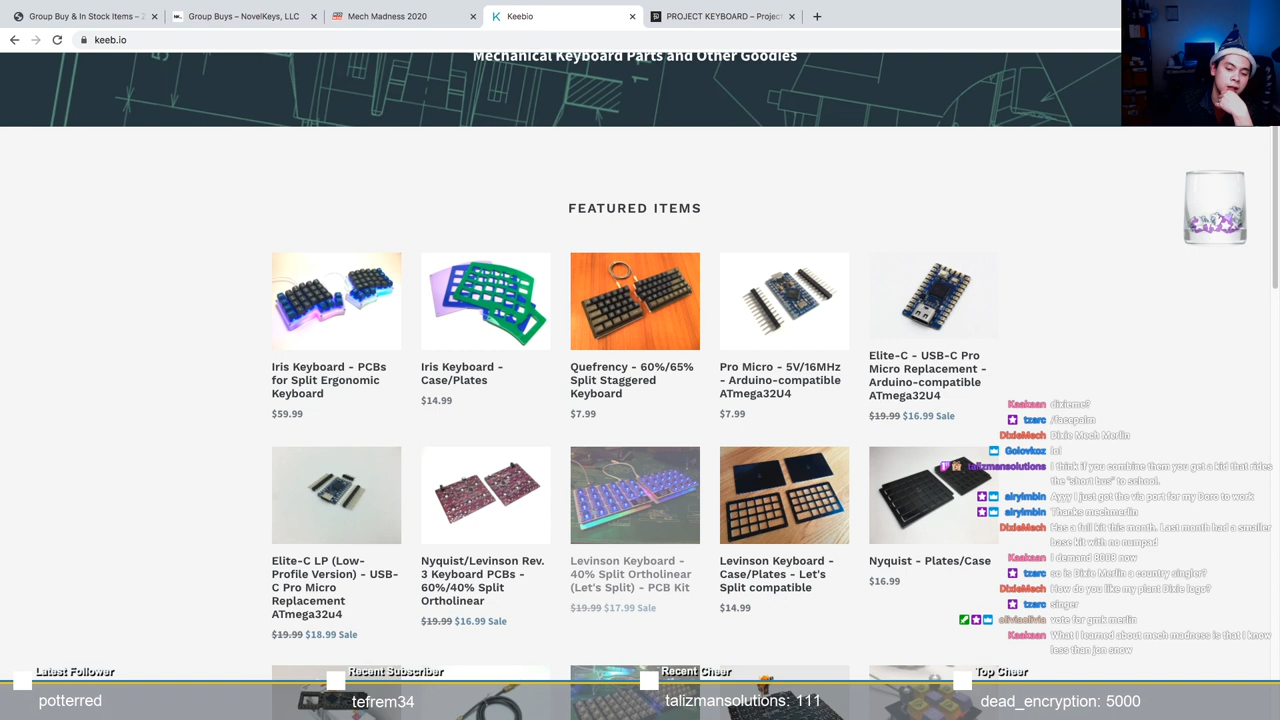 Group Buy & In Stock Items – 
Group Buys – NovelKeys, LLC
Mech Madness 2020
Keebio
PROJECT KEYBOARD – Project
keeb.io
Mechanical Keyboard Parts and Other Goodies
FEATURED ITEMS
Iris Keyboard - PCBs
for Split Ergonomic
Keyboard
$59.99
Iris Keyboard -
Case/Plates
$14.99
Quefrency - 60%/65%
Split Staggered
Keyboard
$7.99
Pro Micro - 5V/16MHz
- Arduino-compatible
ATmega32U4
$7.99
Elite-C - USB-C Pro
Micro Replacement -
Arduino-compatible
ATmega32U4
$19.99 $16.99 Sale
Elite-C LP (Low-
Profile Version) - USB-
C Pro Micro
Replacement
ATmega32u4
$19.99 $18.99 Sale
Nyquist/Levinson Rev.
3 Keyboard PCBs -
60%/40% Split
Ortholinear
$19.99 $16.99 Sale
Levinson Keyboard -
40% Split Ortholinear
(Let's Split) - PCB Kit
$19.99 $17.99 Sale
Levinson Keyboard -
Case/Plates - Let's
Split compatible
$14.99
Nyquist - Plates/Case
$16.99
Kaakaan dixieme?
tzarc /facepalm
DixieMech Dixie Mech Merlin
Golovkoz lol
talizmansolutions I think if you combine them you get a kid that rides
the "short bus" to school.
airyimbin Ayyy I just got the via port for my Doro to work
airyimbin Thanks mechmerlin
DixieMech Has a full kit this month. Last month had a smaller
base kit with no numpad
Kaakaan I demand 8008 now
tzarc so is Dixie Merlin a country singer?
DixieMech How do you like my plant Dixie logo?
tzarc singer
oliviaolivia vote for gmk merlin
Kaakaan What I learned about mech madness is that I know
less than jon snow
Latest Follower
potterred
Recent Subscriber
tefrem34
Recent Cheer
talizmansolutions: 111
Top Cheer
dead_encryption: 5000